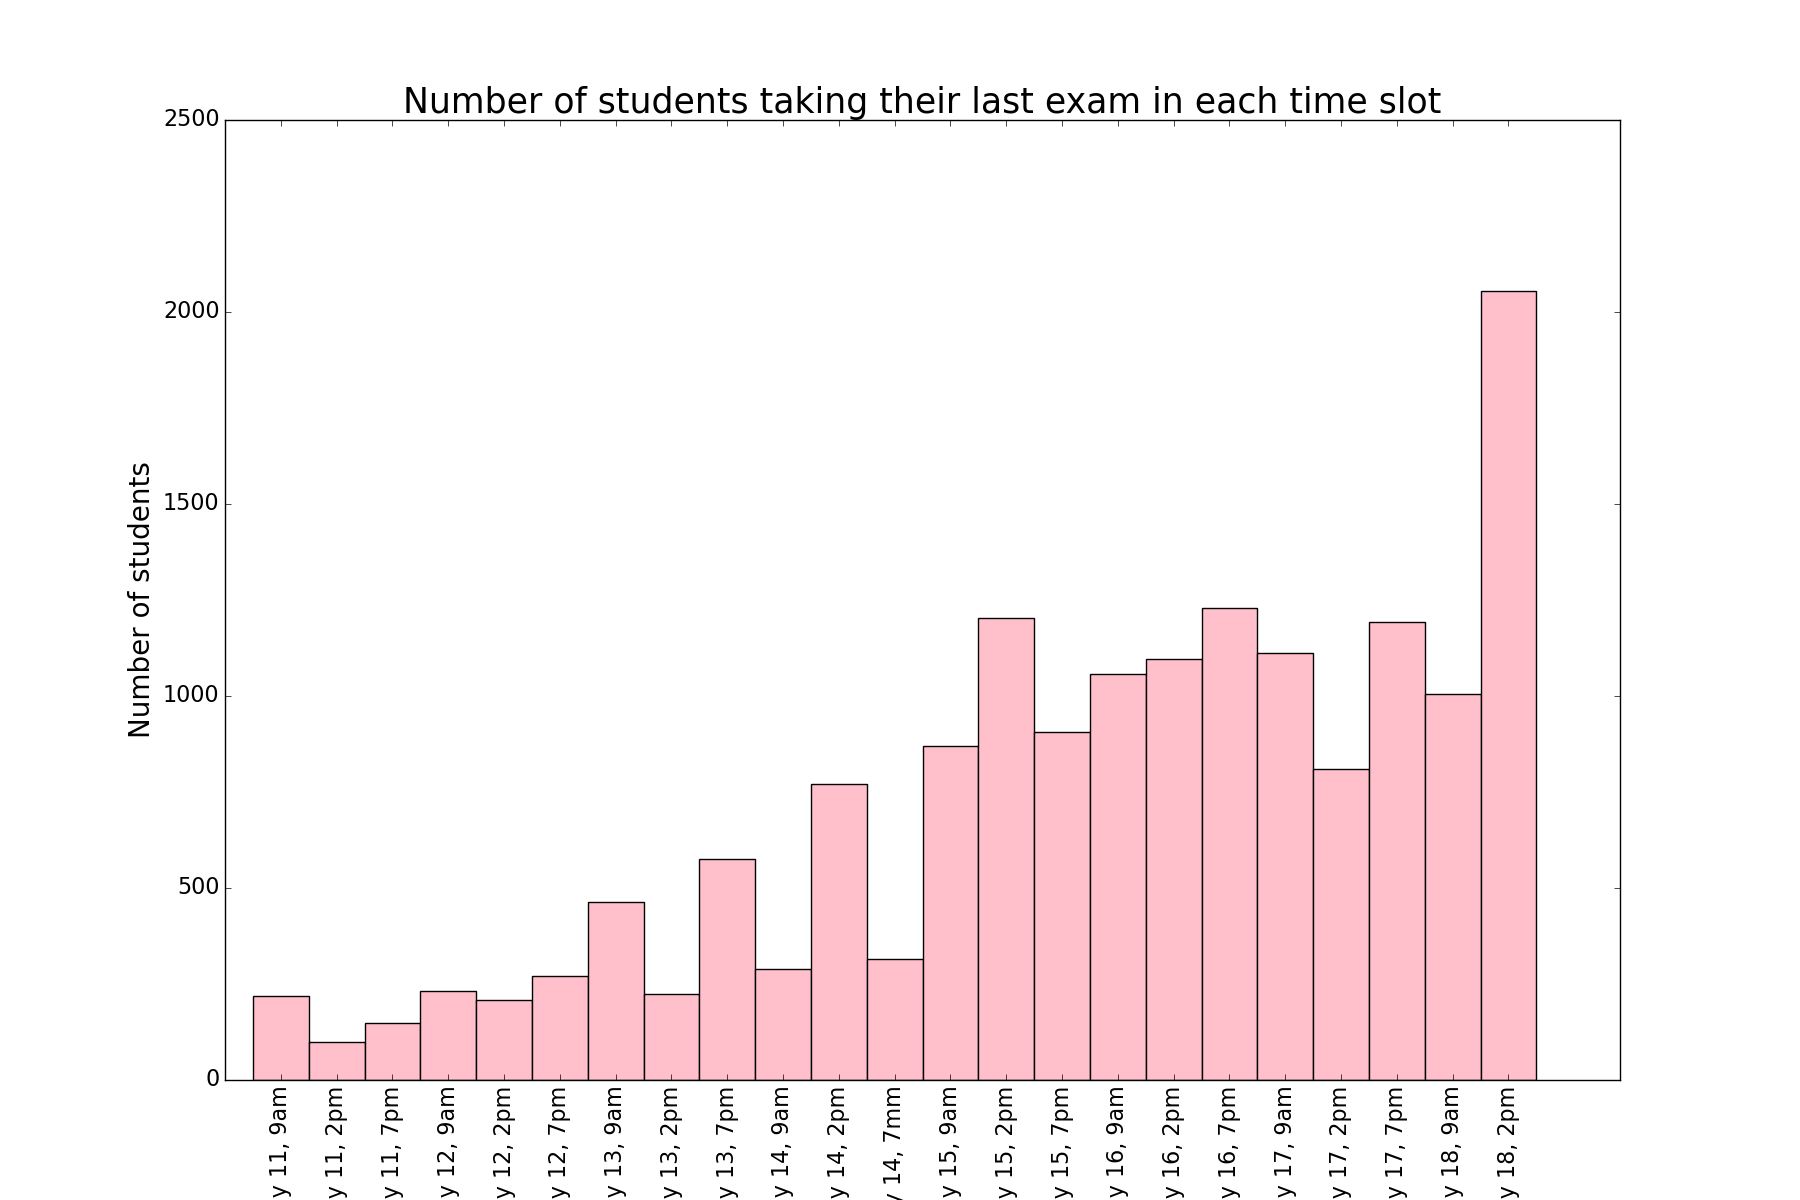 Number of students taking their last exam in each time slot
2500
2000
1500
1000
500
0
Number of students
y 11, 9am
y 11, 2pm
y 11, 7pm
y 12, 9am
y 12, 2pm
y 12, 7pm
y 13, 9am
y 13, 2pm
y 13, 7pm
y 14, 9am
y 14, 2pm
y 14, 7mm
y 15, 9am
y 15, 2pm
y 15, 7pm
y 16, 9am
y 16, 2pm
y 16, 7pm
y 17, 9am
y 17, 2pm
y 17, 7pm
y 18, 9am
y 18, 2pm